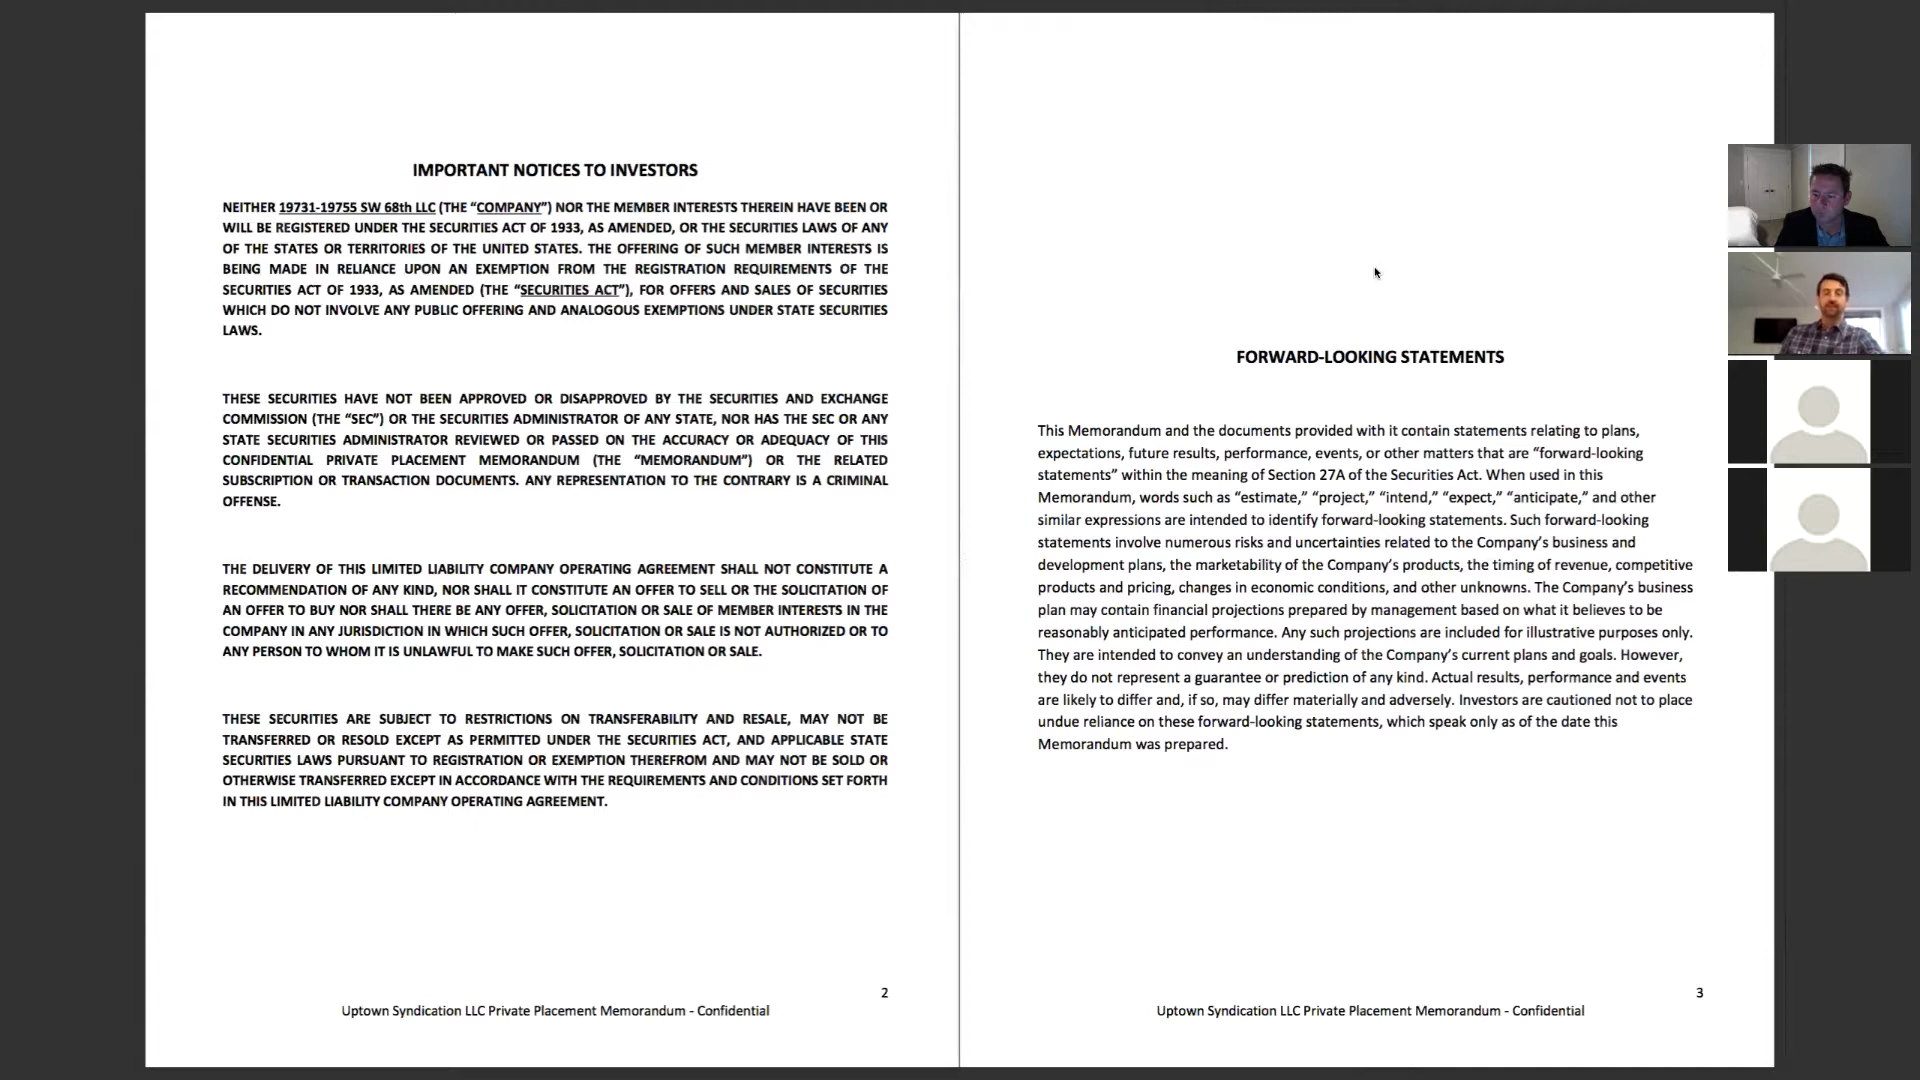 IMPORTANT NOTICES TO INVESTORS
NEITHER 19731-19755 SW 68th LLC (THE “COMPANY”) NOR THE MEMBER INTERESTS THEREIN HAVE BEEN OR
WILL BE REGISTERED UNDER THE SECURITIES ACT OF 1933, AS AMENDED, OR THE SECURITIES LAWS OF ANY
OF THE STATES OR TERRITORIES OF THE UNITED STATES. THE OFFERING OF SUCH MEMBER INTERESTS IS
BEING MADE IN RELIANCE UPON AN EXEMPTION FROM THE REGISTRATION REQUIREMENTS OF THE
SECURITIES ACT OF 1933, AS AMENDED (THE “SECURITIES ACT”), FOR OFFERS AND SALES OF SECURITIES
WHICH DO NOT INVOLVE ANY PUBLIC OFFERING AND ANALOGOUS EXEMPTIONS UNDER STATE SECURITIES
LAWS.
THESE SECURITIES HAVE NOT BEEN APPROVED OR DISAPPROVED BY THE SECURITIES AND EXCHANGE
COMMISSION (THE “SEC”) OR THE SECURITIES ADMINISTRATOR OF ANY STATE, NOR HAS THE SEC OR ANY
STATE SECURITIES ADMINISTRATOR REVIEWED OR PASSED ON THE ACCURACY OR ADEQUACY OF THIS
CONFIDENTIAL PRIVATE PLACEMENT MEMORANDUM (THE “MEMORANDUM”) OR THE RELATED
SUBSCRIPTION OR TRANSACTION DOCUMENTS. ANY REPRESENTATION TO THE CONTRARY IS A CRIMINAL
OFFENSE.
THE DELIVERY OF THIS LIMITED LIABILITY COMPANY OPERATING AGREEMENT SHALL NOT CONSTITUTE A
RECOMMENDATION OF ANY KIND, NOR SHALL IT CONSTITUTE AN OFFER TO SELL OR THE SOLICITATION OF
AN OFFER TO BUY NOR SHALL THERE BE ANY OFFER, SOLICITATION OR SALE OF MEMBER INTERESTS IN THE
COMPANY IN ANY JURISDICTION IN WHICH SUCH OFFER, SOLICITATION OR SALE IS NOT AUTHORIZED OR TO
ANY PERSON TO WHOM IT IS UNLAWFUL TO MAKE SUCH OFFER, SOLICITATION OR SALE.
THESE SECURITIES ARE SUBJECT TO RESTRICTIONS ON TRANSFERABILITY AND RESALE, MAY NOT BE
TRANSFERRED OR RESOLD EXCEPT AS PERMITTED UNDER THE SECURITIES ACT, AND APPLICABLE STATE
SECURITIES LAWS PURSUANT TO REGISTRATION OR EXEMPTION THEREFROM AND MAY NOT BE SOLD OR
OTHERWISE TRANSFERRED EXCEPT IN ACCORDANCE WITH THE REQUIREMENTS AND CONDITIONS SET FORTH
IN THIS LIMITED LIABILITY COMPANY OPERATING AGREEMENT.
2
Uptown Syndication LLC Private Placement Memorandum - Confidential
FORWARD-LOOKING STATEMENTS
This Memorandum and the documents provided with it contain statements relating to plans,
expectations, future results, performance, events, or other matters that are “forward-looking
statements” within the meaning of Section 27A of the Securities Act. When used in this
Memorandum, words such as “estimate,” “project,” “intend,” “expect,” “anticipate,” and other
similar expressions are intended to identify forward-looking statements. Such forward-looking
statements involve numerous risks and uncertainties related to the Company’s business and
development plans, the marketability of the Company’s products, the timing of revenue, competitive
products and pricing, changes in economic conditions, and other unknowns. The Company’s business
plan may contain financial projections prepared by management based on what it believes to be
reasonably anticipated performance. Any such projections are included for illustrative purposes only.
They are intended to convey an understanding of the Company’s current plans and goals. However,
they do not represent a guarantee or prediction of any kind. Actual results, performance and events
are likely to differ and, if so, may differ materially and adversely. Investors are cautioned not to place
undue reliance on these forward-looking statements, which speak only as of the date this
Memorandum was prepared.
3
Uptown Syndication LLC Private Placement Memorandum - Confidential